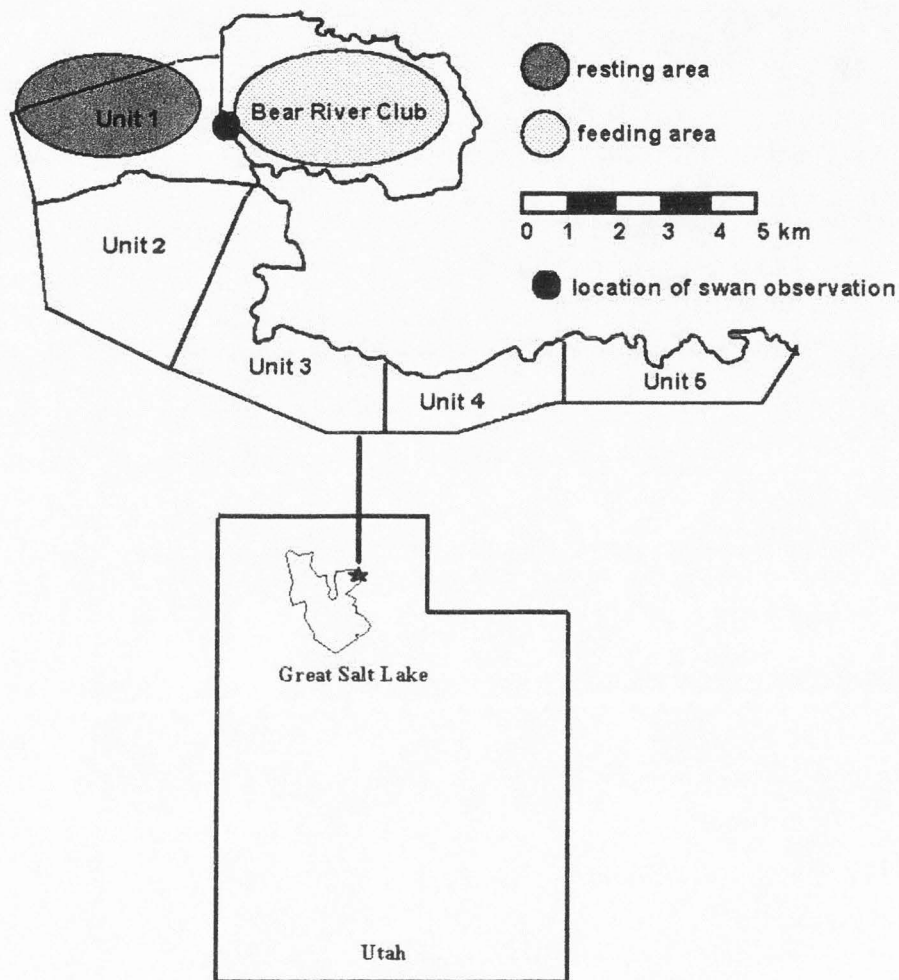 resting area
Unit 1
Bear River Club
feeding area
0 1 2 3 4 5 km
Unit 2
location of swan observation
Unit 3
Unit 4
Unit 5
Great Salt Lake
Utah